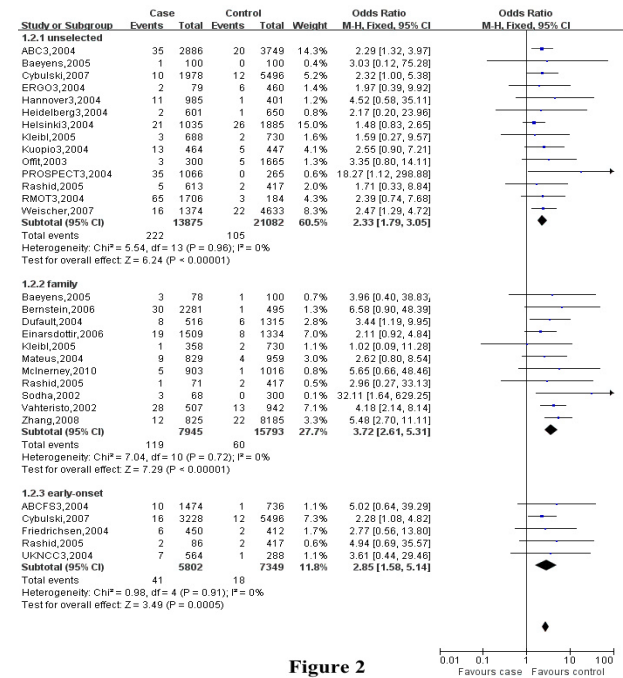 Case Control Odds Ratio Odds Ratio
Study or Subgroup Events Total Events Total Weight M-H, Fixed, 95% CI M-H, Fixed, 95% CI
1.2.1 unselected
ABC3,2004 35 2886 20 3749 14.3% 2.29 [1.32, 3.97]
Baeyens,2005 1 100 0 100 0.4% 3.03 [0.12, 75.28]
Cybulski,2007 10 1978 12 5496 5.3% 2.32 [1.00, 5.38]
ERGO3,2004 2 79 6 460 1.4% 1.97 [0.39, 9.92]
Hannover3,2004 11 985 1 401 1.1% 4.52 [0.58, 35.11]
Heidelberg3,2004 2 601 1 650 0.8% 2.17 [0.20, 23.96]
Helsinki3,2004 21 1035 26 1885 15.0% 1.48 [0.83, 2.65]
Kleibl,2005 3 688 2 730 1.6% 1.59 [0.27, 9.57]
Kuopio3,2004 13 464 5 447 4.1% 2.55 [0.90, 7.21]
Offit,2003 3 300 5 1665 1.3% 3.35 [0.80, 14.11]
PROSPECT3,2004 35 1066 0 265 0.6% 18.27 [1.12, 298.88]
Rashid,2005 5 613 2 417 1.9% 1.71 [0.33, 8.84]
RMOT3,2004 65 1706 3 184 4.3% 2.39 [0.74, 7.68]
Weischer,2007 16 1374 22 4633 8.3% 2.47 [1.29, 4.72]
Subtotal (95% CI) 13875 21082 60.5% 2.33 [1.79, 3.05]
Total events 222 105
Heterogeneity: Chi² = 5.54, df = 13 (P = 0.96); I² = 0%
Test for overall effect: Z = 6.24 (P < 0.00001)
1.2.2 family
Baeyens,2005 3 78 1 100 0.7% 3.96 [0.40, 38.83]
Bernstein,2006 30 2281 1 495 1.3% 6.58 [0.90, 48.39]
Dufault,2004 8 516 6 1315 2.8% 3.44 [1.19, 9.95]
Einarsdottir,2006 19 1509 8 1334 7.0% 2.11 [0.92, 4.84]
Kleibl,2005 1 358 2 730 1.1% 1.02 [0.09, 11.28]
Mateus,2004 9 829 4 959 3.0% 2.62 [0.80, 8.54]
McInerney,2010 5 903 1 1016 0.8% 5.65 [0.66, 48.46]
Rashid,2005 1 71 2 417 0.5% 2.96 [0.27, 33.13]
Sodha,2002 3 68 0 300 0.2% 32.11 [1.64, 629.25]
Vahteristo,2002 28 507 13 942 7.1% 4.18 [2.14, 8.14]
Zhang,2008 12 825 22 8185 3.3% 5.48 [2.70, 11.11]
Subtotal (95% CI) 7945 15793 27.7% 3.72 [2.61, 5.31]
Total events 119 60
Heterogeneity: Chi² = 7.04, df = 10 (P = 0.72); I² = 0%
Test for overall effect: Z = 7.29 (P < 0.00001)
1.2.3 early-onset
ABCFS3,2004 10 1474 1 736 1.1% 5.02 [0.64, 39.29]
Cybulski,2007 16 3228 12 5496 7.3% 2.28 [1.08, 4.82]
Friedrichsen,2004 6 450 2 412 1.7% 2.77 [0.56, 13.80]
Rashid,2005 2 86 2 417 0.6% 4.94 [0.69, 35.57]
UKNCC3,2004 7 564 1 288 1.1% 3.61 [0.44, 29.46]
Subtotal (95% CI) 5802 7349 11.8% 2.85 [1.58, 5.14]
Total events 41 18
Heterogeneity: Chi² = 0.98, df = 4 (P = 0.91); I² = 0%
Test for overall effect: Z = 3.49 (P = 0.0005)
0.01 0.1 1 10 100
Favours case Favours control
Figure 2